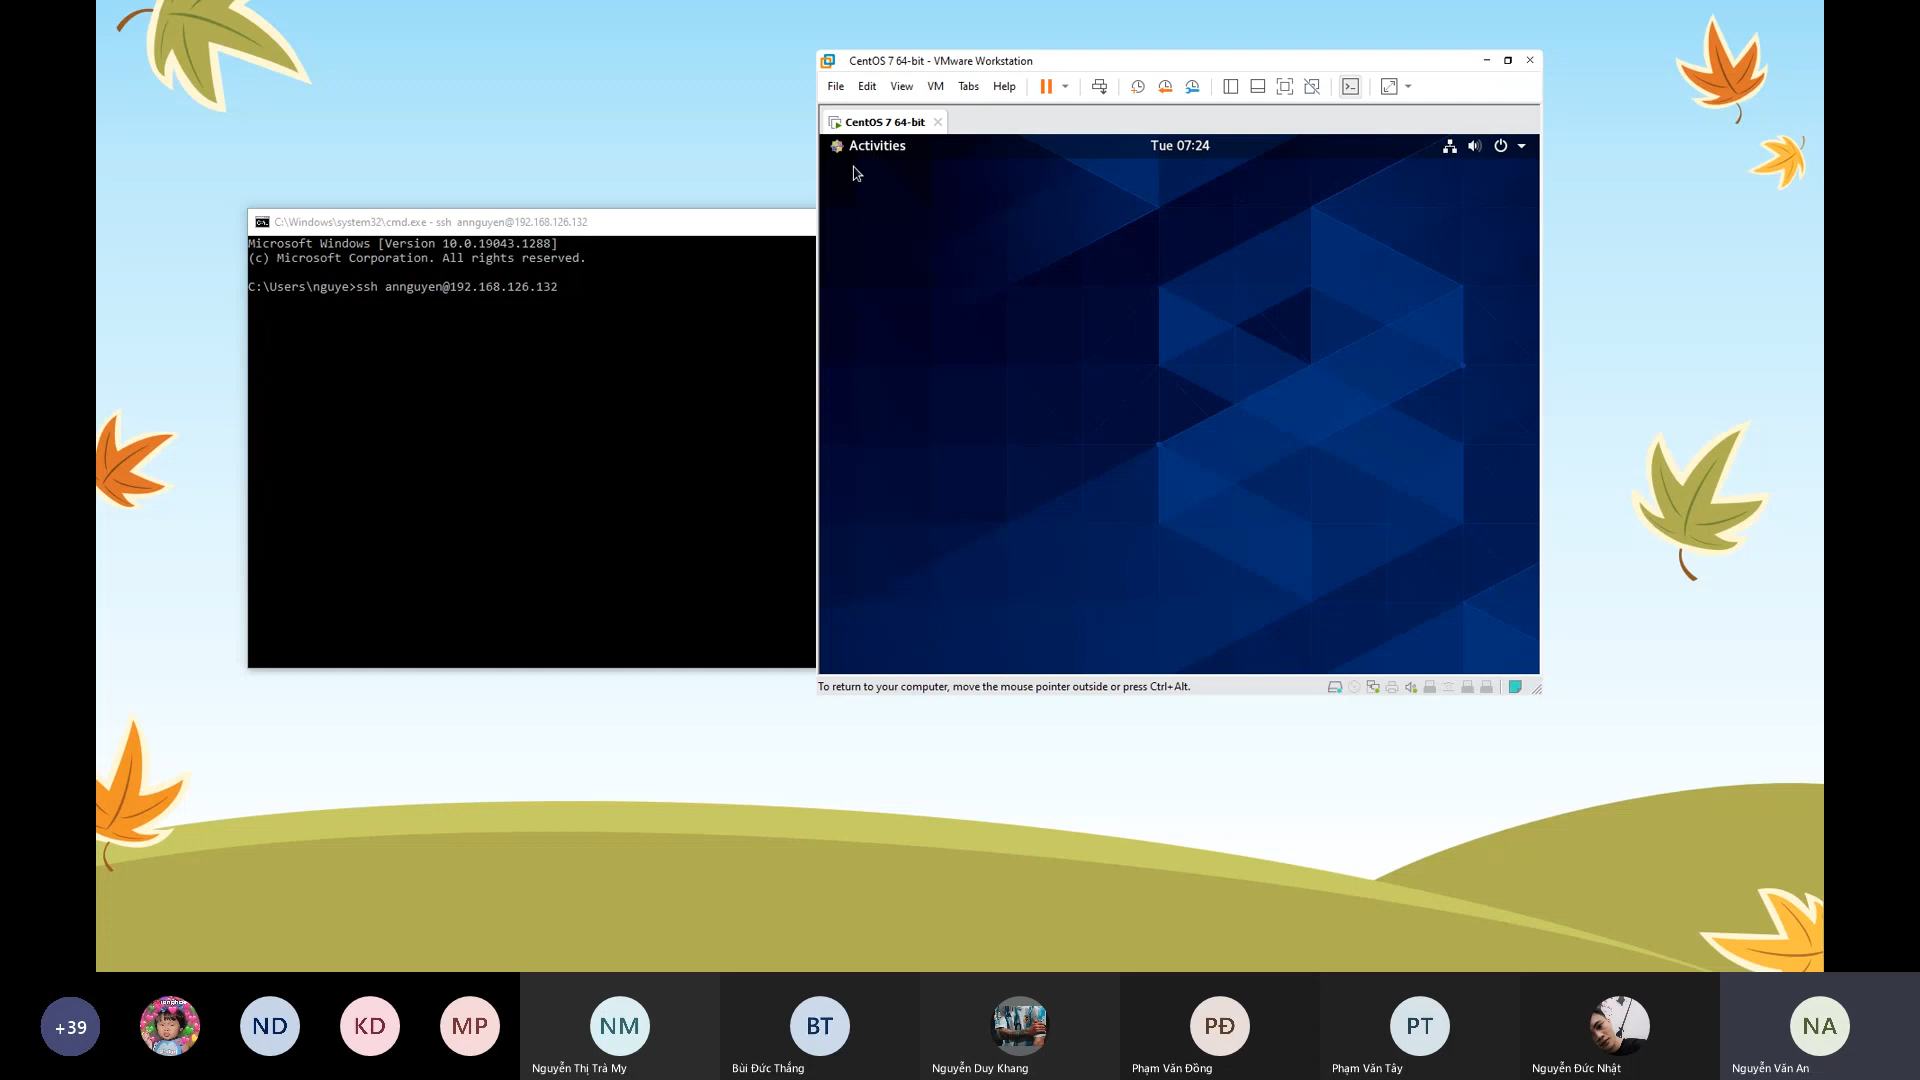 CentOS 7 64-bit - VMware Workstation
File Edit View VM Tabs Help
CentOS 7 64-bit
Activities
Tue 07:24
C:\Windows\system32\cmd.exe - ssh annguyen@192.168.126.132
Microsoft Windows [Version 10.0.19043.1288]
(c) Microsoft Corporation. All rights reserved.
C:\Users\nguye>ssh annguyen@192.168.126.132
To return to your computer, move the mouse pointer outside or press Ctrl+Alt.
+39
ND
KD
MP
NM
BT
PĐ
PT
NA
Nguyễn Thị Trà My
Bùi Đức Thắng
Nguyễn Duy Khang
Phạm Văn Đồng
Phạm Văn Tây
Nguyễn Đức Nhật
Nguyễn Văn An